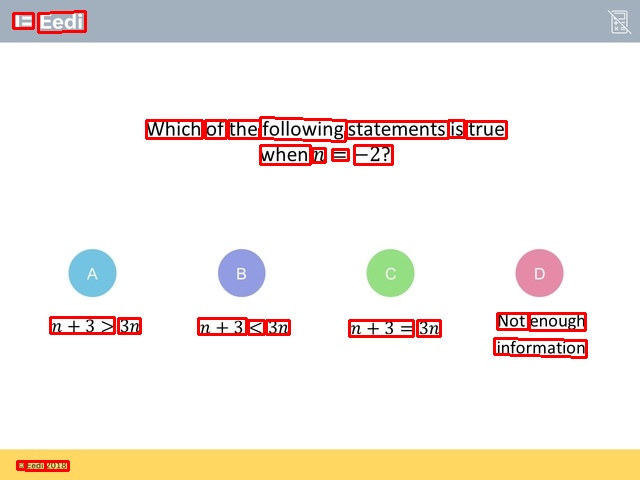 Eedi
Which of the following statements is true
when n = −2?
A
B
C
D
n + 3 > 3n
n + 3 < 3n
n + 3 = 3n
Not enough
information
© Eedi 2018